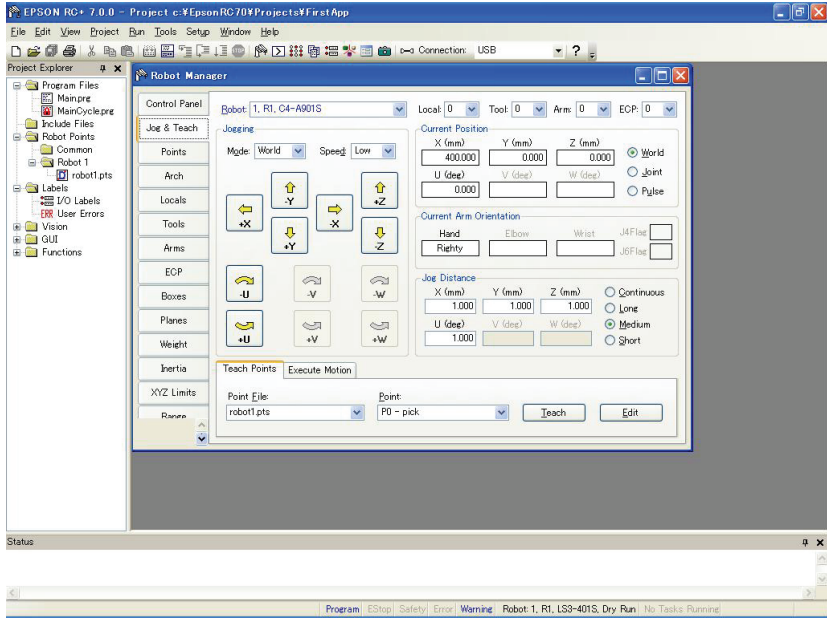 EPSON RC+ 7.0.0 - Project c:¥EpsonRC70¥Projects¥FirstApp
File Edit View Project Run Tools Setup Window Help
Connection: USB
Project Explorer
Program Files
Main.prg
MainCycle.prg
Include Files
Robot Points
Common
Robot 1
robot1.pts
Labels
I/O Labels
ERR User Errors
Vision
GUI
Functions
Robot Manager
Control Panel
Jog & Teach
Points
Arch
Locals
Tools
Arms
ECP
Boxes
Planes
Weight
Inertia
XYZ Limits
Range
Robot: 1, R1, C4-A901S
Local: 0 Tool: 0 Arm: 0 ECP: 0
Jogging
Mode: World Speed: Low
-Y +Z
+X -X
+Y -Z
-U -V -W
+U +V +W
Current Position
X (mm) Y (mm) Z (mm)
400.000 0.000 0.000
U (deg) V (deg) W (deg)
0.000
World
Joint
Pulse
Current Arm Orientation
Hand Elbow Wrist
Righty
J4Flag
J6Flag
Jog Distance
X (mm) Y (mm) Z (mm)
1.000 1.000 1.000
U (deg) V (deg) W (deg)
1.000
Continuous
Long
Medium
Short
Teach Points Execute Motion
Point File: Point:
robot1.pts P0 - pick Teach Edit
Status
Program EStop Safety Error Warning Robot: 1, R1, LS3-401S, Dry Run No Tasks Running